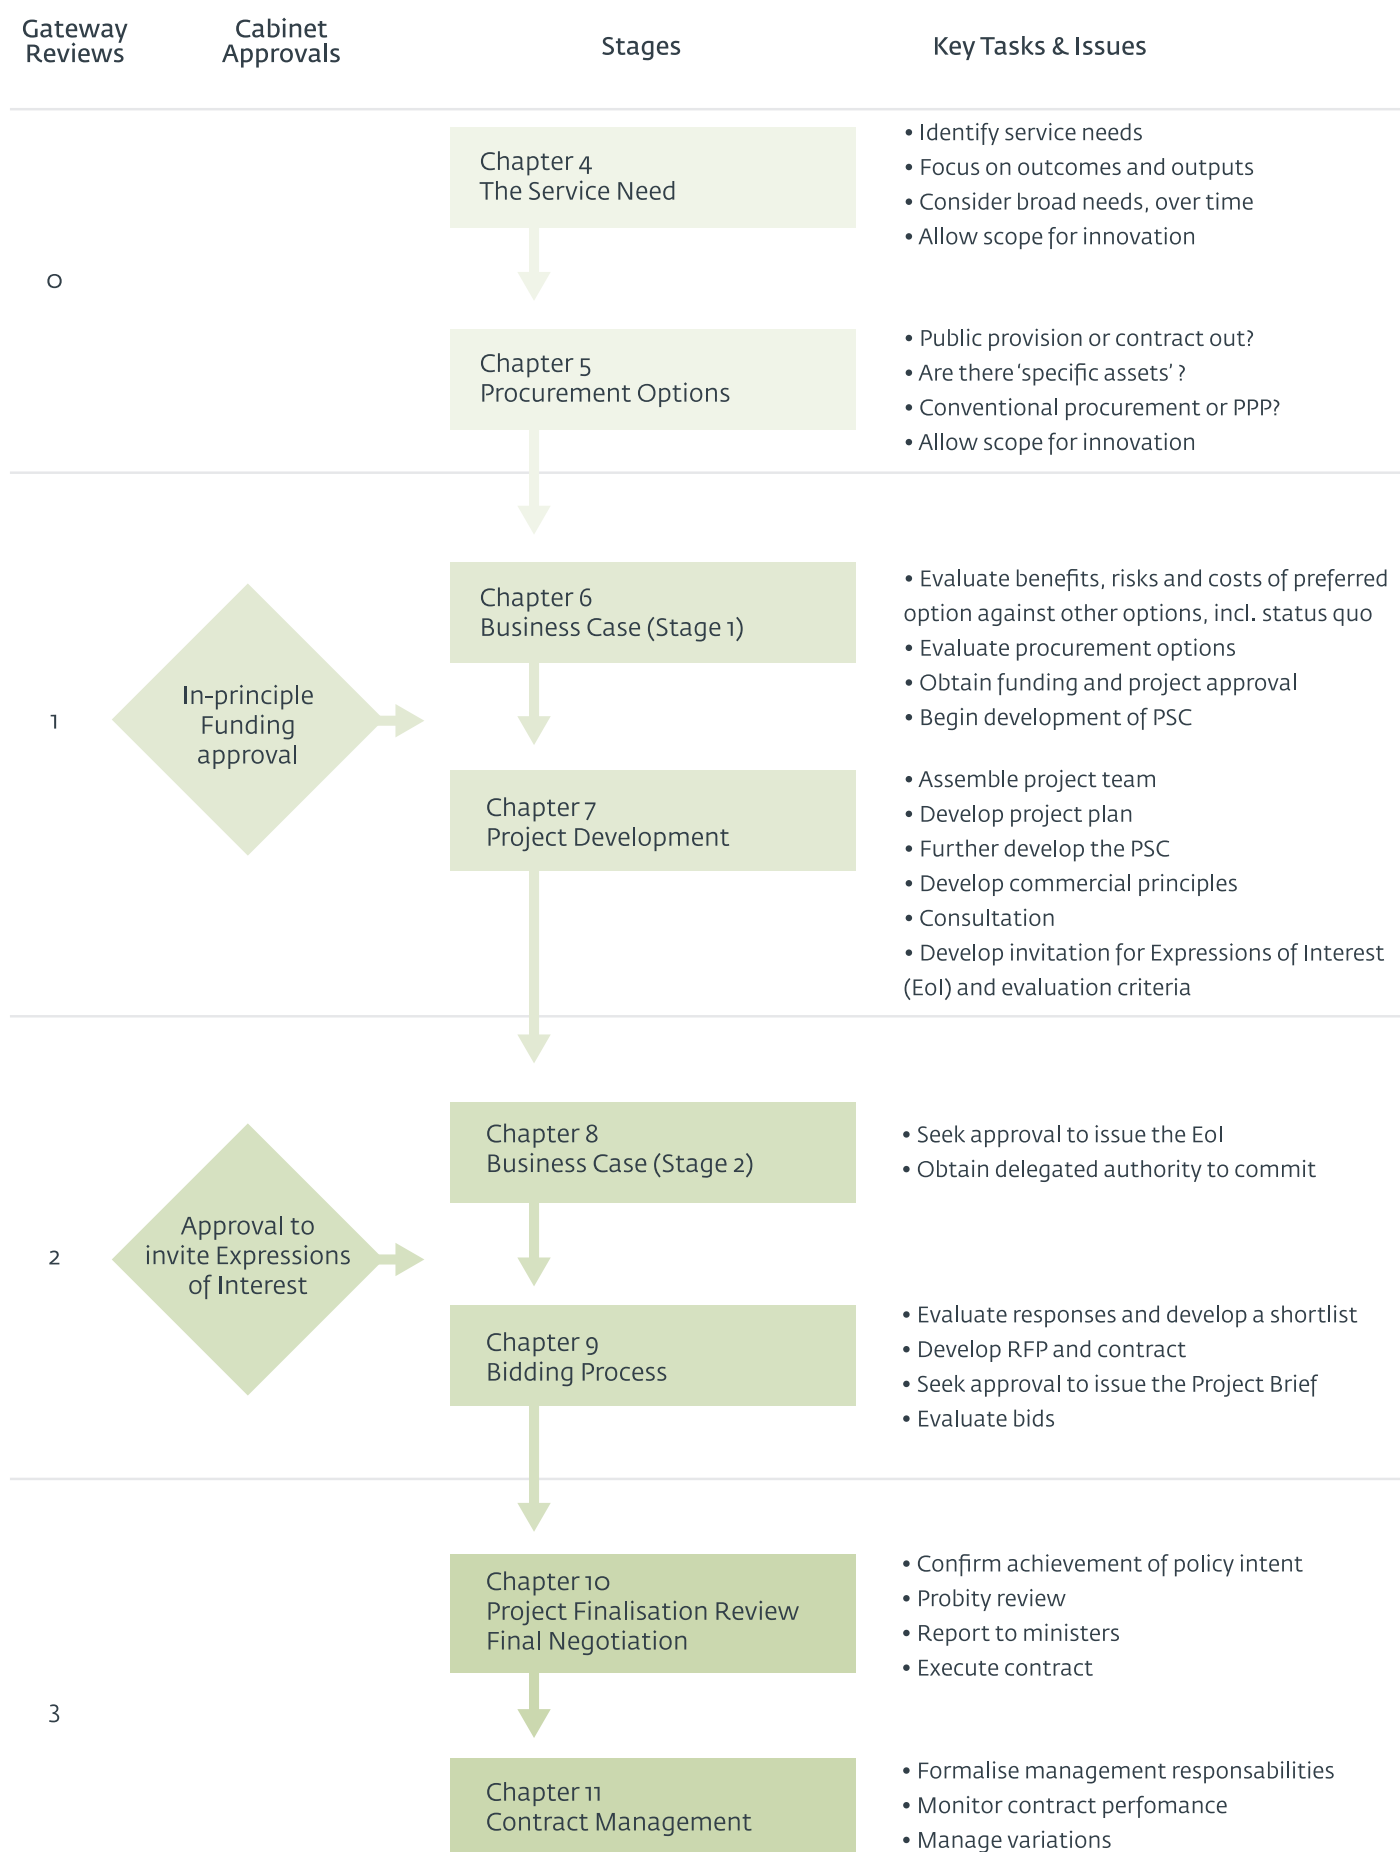 Gateway
Reviews
Cabinet
Approvals
Stages
Key Tasks & Issues
0
Chapter 4
The Service Need
• Identify service needs
• Focus on outcomes and outputs
• Consider broad needs, over time
• Allow scope for innovation
Chapter 5
Procurement Options
• Public provision or contract out?
• Are there ‘specific assets’ ?
• Conventional procurement or PPP?
• Allow scope for innovation
1
In-principle
Funding
approval
Chapter 6
Business Case (Stage 1)
• Evaluate benefits, risks and costs of preferred
option against other options, incl. status quo
• Evaluate procurement options
• Obtain funding and project approval
• Begin development of PSC
Chapter 7
Project Development
• Assemble project team
• Develop project plan
• Further develop the PSC
• Develop commercial principles
• Consultation
• Develop invitation for Expressions of Interest
(EoI) and evaluation criteria
2
Approval to
invite Expressions
of Interest
Chapter 8
Business Case (Stage 2)
• Seek approval to issue the EoI
• Obtain delegated authority to commit
Chapter 9
Bidding Process
• Evaluate responses and develop a shortlist
• Develop RFP and contract
• Seek approval to issue the Project Brief
• Evaluate bids
3
Chapter 10
Project Finalisation Review
Final Negotiation
• Confirm achievement of policy intent
• Probity review
• Report to ministers
• Execute contract
Chapter 11
Contract Management
• Formalise management responsabilities
• Monitor contract perfomance
• Manage variations